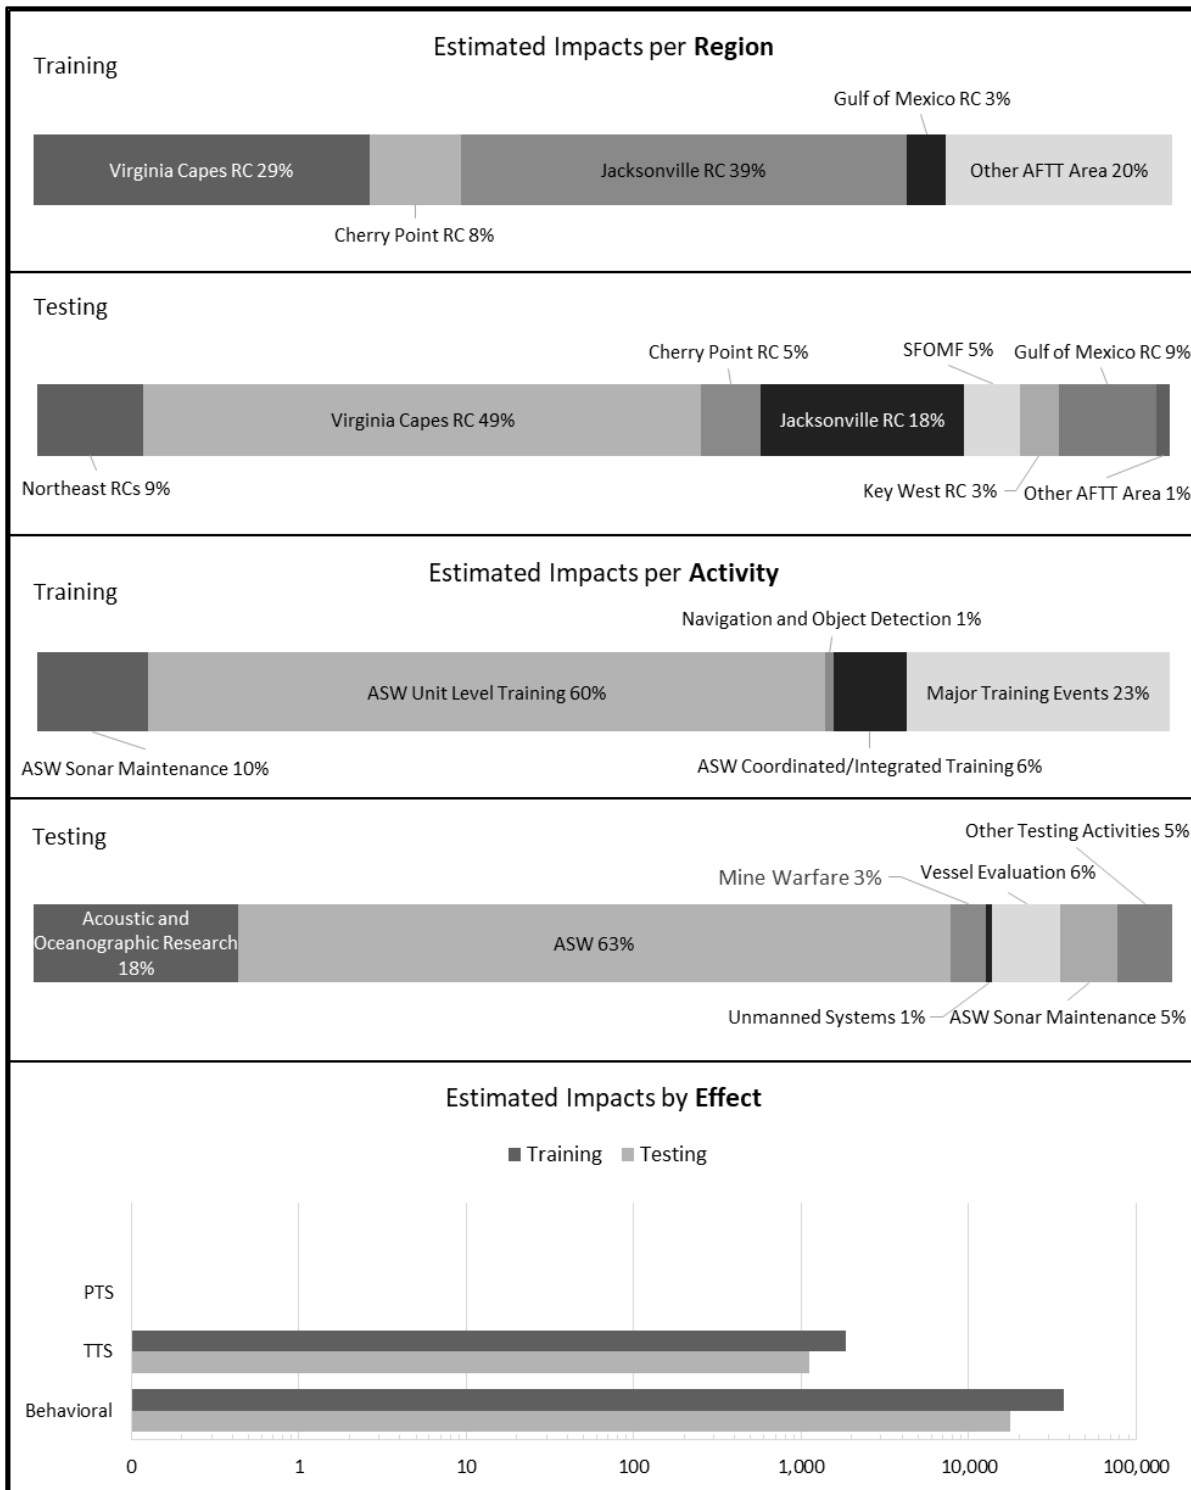 Estimated Impacts per Region
Training
Gulf of Mexico RC 3%
Virginia Capes RC 29%
Jacksonville RC 39%
Other AFTT Area 20%
Cherry Point RC 8%
Testing
Cherry Point RC 5%
SFOMF 5%
Gulf of Mexico RC 9%
Virginia Capes RC 49%
Jacksonville RC 18%
Northeast RCs 9%
Key West RC 3%
Other AFTT Area 1%
Estimated Impacts per Activity
Training
Navigation and Object Detection 1%
ASW Unit Level Training 60%
Major Training Events 23%
ASW Sonar Maintenance 10%
ASW Coordinated/Integrated Training 6%
Testing
Other Testing Activities 5%
Mine Warfare 3%
Vessel Evaluation 6%
Acoustic and
Oceanographic Research
18%
ASW 63%
Unmanned Systems 1%
ASW Sonar Maintenance 5%
Estimated Impacts by Effect
Training
Testing
PTS
TTS
Behavioral
0
1
10
100
1,000
10,000
100,000